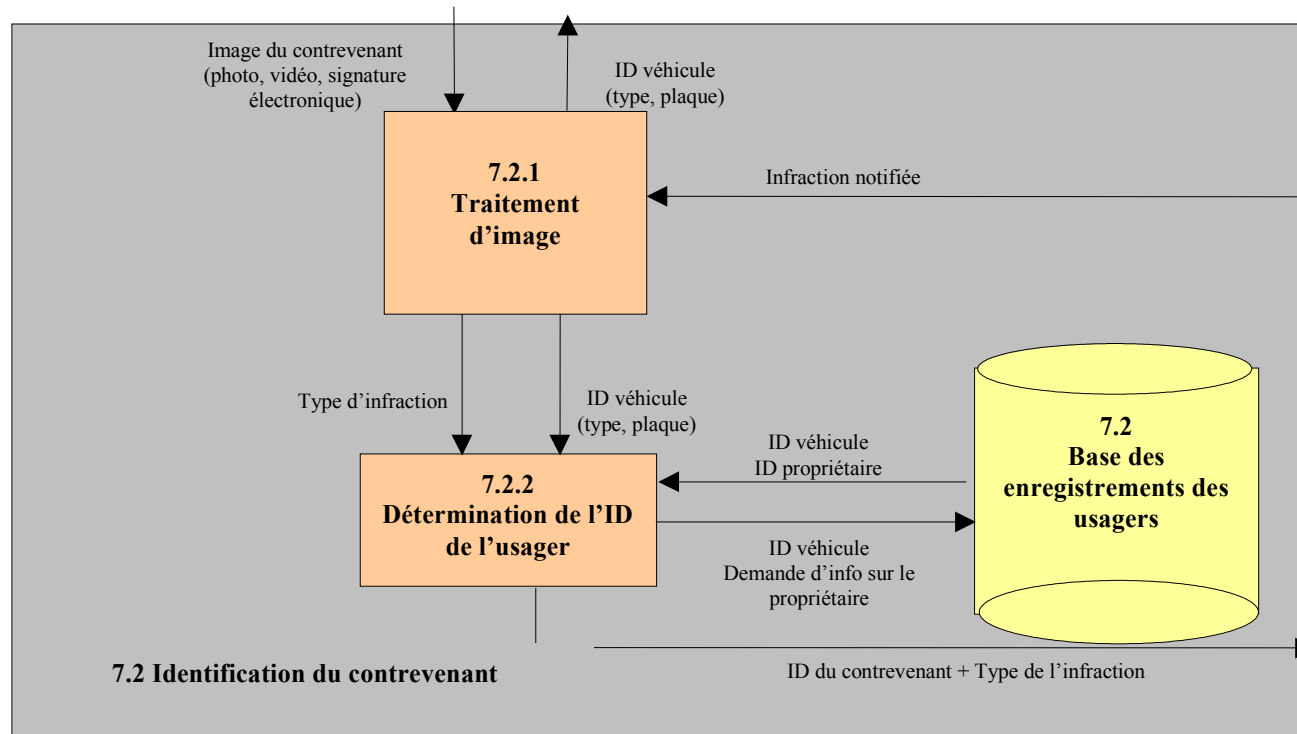 Image du contrevenant
(photo, vidéo, signature
électronique)
ID véhicule
(type, plaque)
7.2.1
Traitement
d’image
Infraction notifiée
Type d’infraction
ID véhicule
(type, plaque)
7.2.2
Détermination de l’ID
de l’usager
ID véhicule
ID propriétaire
7.2
Base des
enregistrements des
usagers
ID véhicule
Demande d’info sur le
propriétaire
7.2 Identification du contrevenant
ID du contrevenant + Type de l’infraction